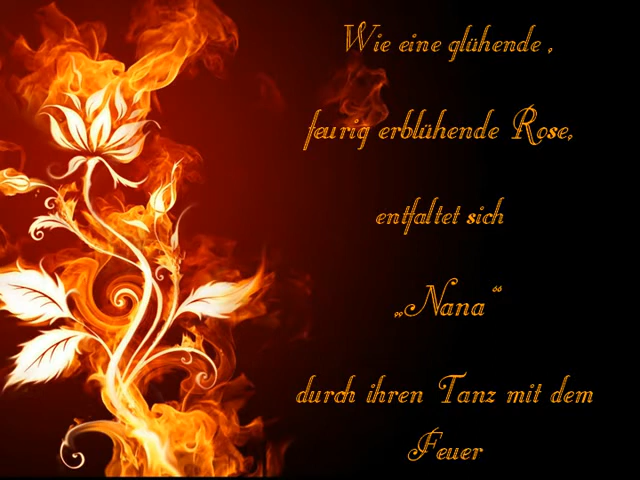 Wie eine glühende ,
feurig erblühende Rose,
entfaltet sich
„Nana“
durch ihren Tanz mit dem
Feuer